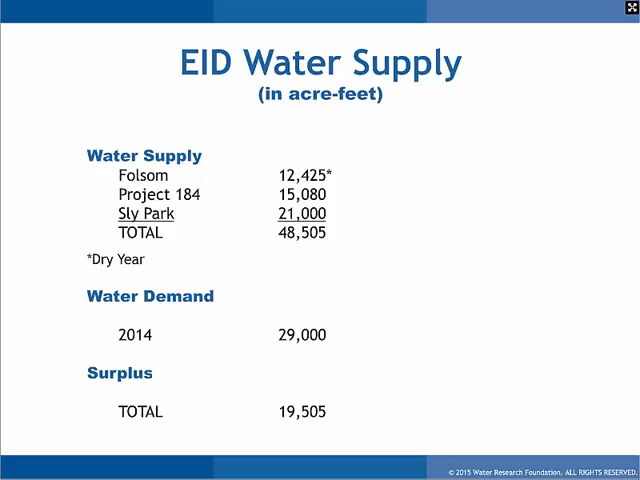 EID Water Supply
(in acre-feet)
Water Supply
Folsom 12,425*
Project 184 15,080
Sly Park 21,000
TOTAL 48,505
*Dry Year
Water Demand
2014 29,000
Surplus
TOTAL 19,505
© 2015 Water Research Foundation. ALL RIGHTS RESERVED.